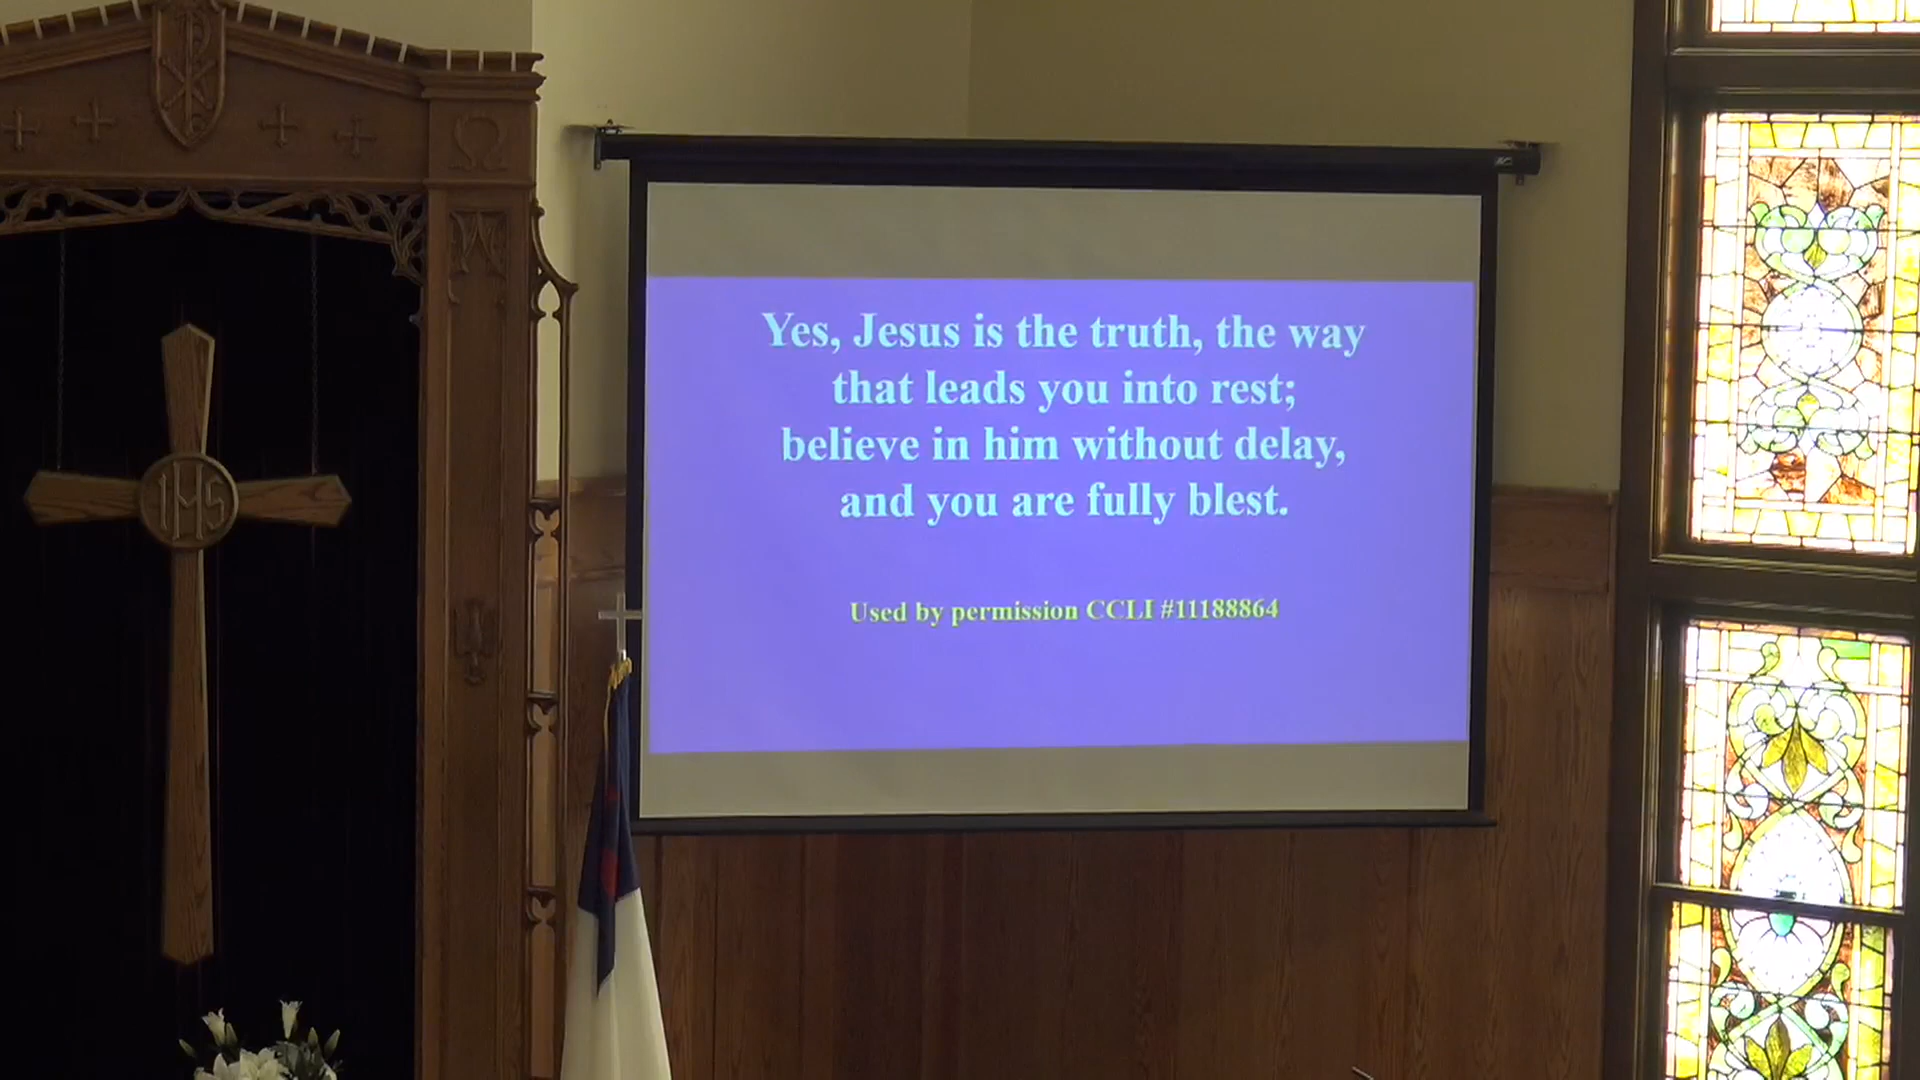 IHS
Yes, Jesus is the truth, the way
that leads you into rest;
believe in him without delay,
and you are fully blest.
Used by permission CCLI #11188864